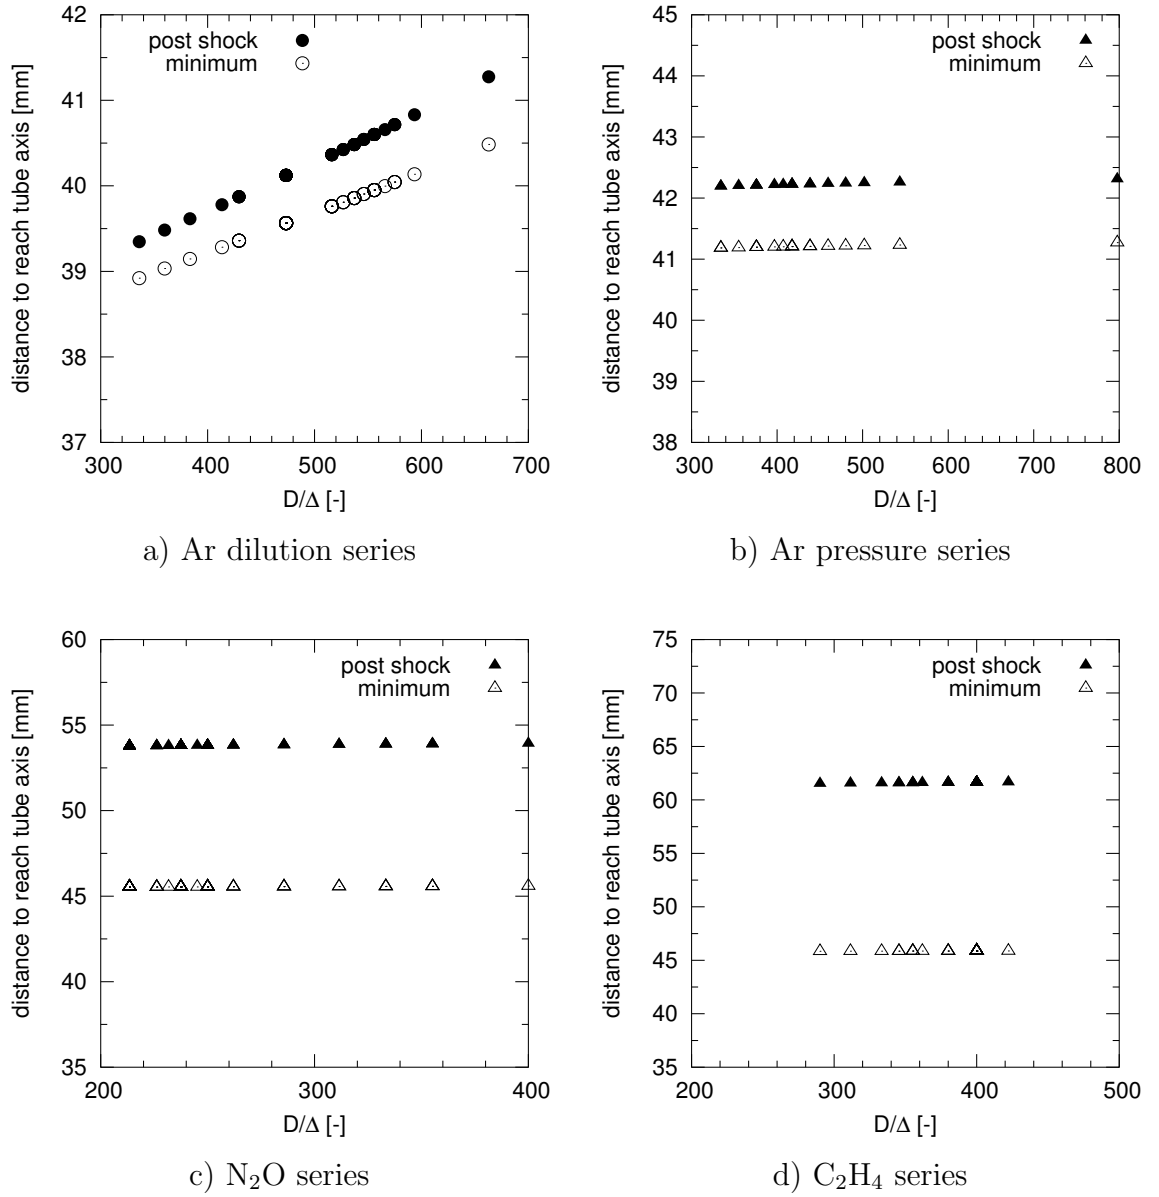 42
41
40
39
38
37
300 400 500 600 700
distance to reach tube axis [mm]
D/Δ [-]
post shock
minimum
a) Ar dilution series
45
44
43
42
41
40
39
38
300 400 500 600 700 800
distance to reach tube axis [mm]
D/Δ [-]
post shock
minimum
b) Ar pressure series
60
55
50
45
40
35
200 300 400
distance to reach tube axis [mm]
D/Δ [-]
post shock
minimum
c) N₂O series
75
70
65
60
55
50
45
40
35
200 300 400 500
distance to reach tube axis [mm]
D/Δ [-]
post shock
minimum
d) C₂H₄ series